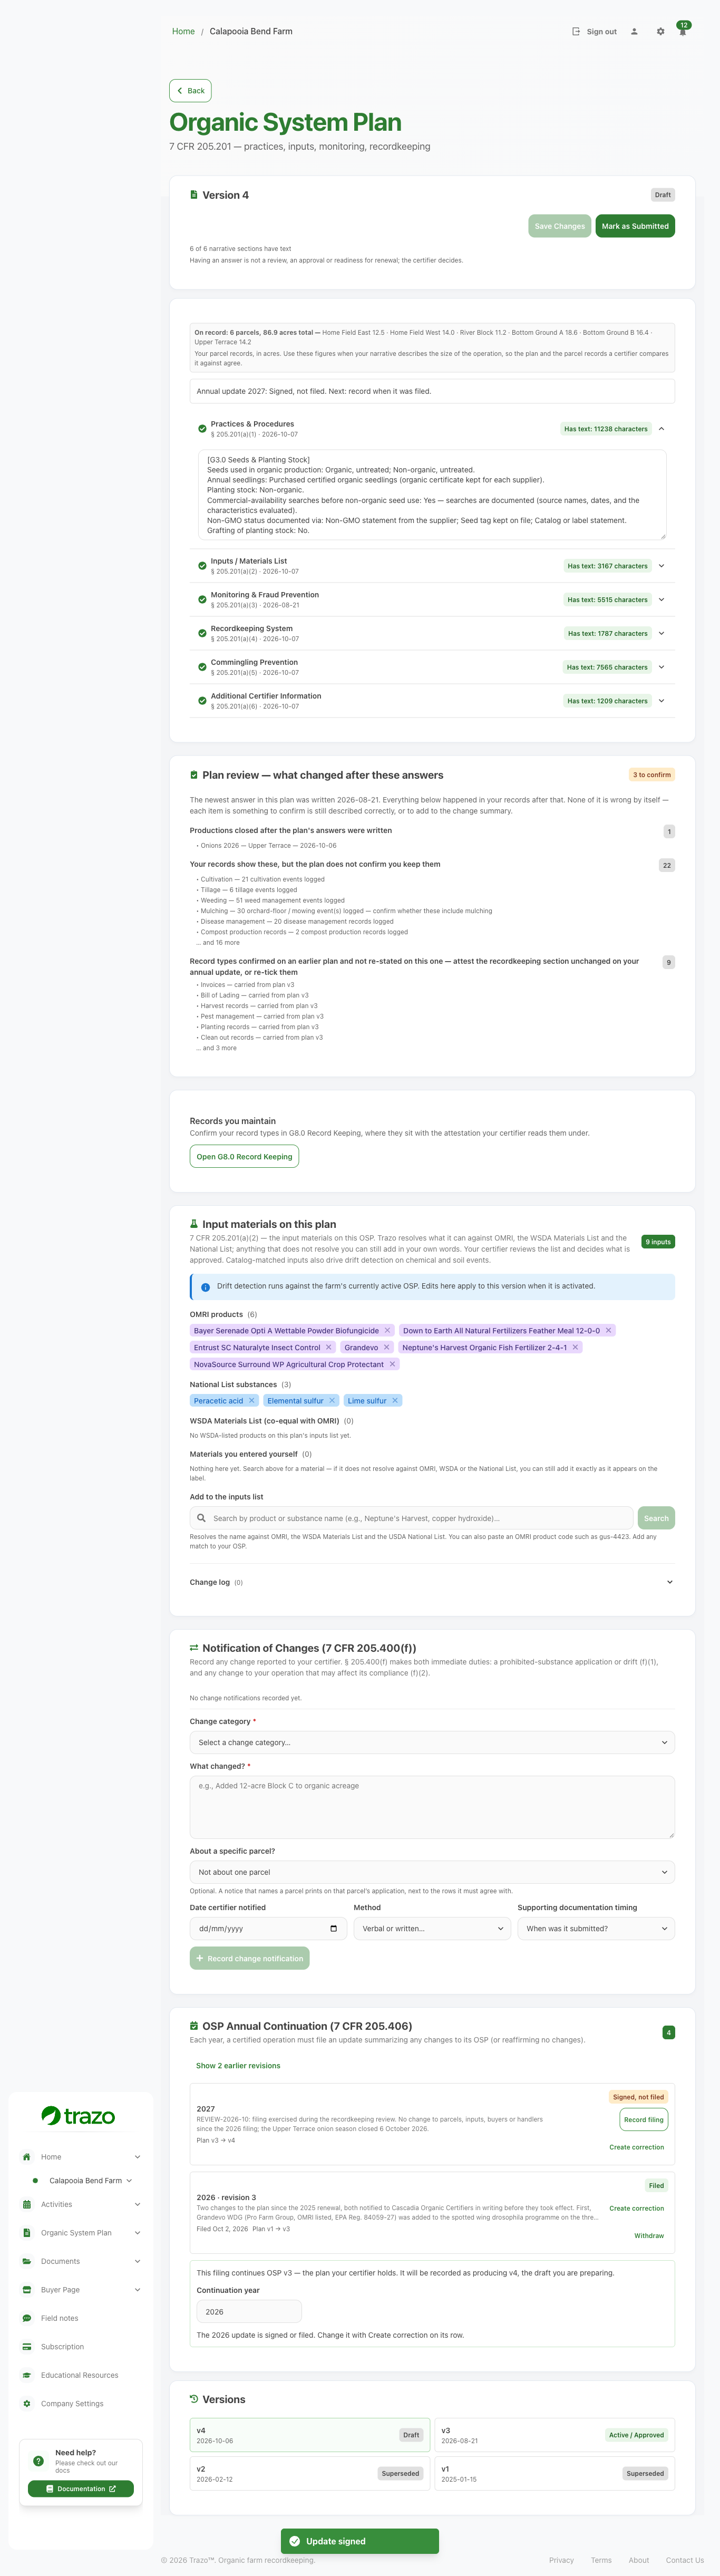 Home / Calapooia Bend Farm
Sign out
12
Back
Organic System Plan
7 CFR 205.201 — practices, inputs, monitoring, recordkeeping
Version 4
Draft
Save Changes
Mark as Submitted
6 of 6 narrative sections have text
Having an answer is not a review, an approval or readiness for renewal; the certifier decides.
On record: 6 parcels, 86.9 acres total — Home Field East 12.5 · Home Field West 14.0 · River Block 11.2 · Bottom Ground A 18.6 · Bottom Ground B 16.4 ·
Upper Terrace 14.2
Your parcel records, in acres. Use these figures when your narrative describes the size of the operation, so the plan and the parcel records a certifier compares
it against agree.
Annual update 2027: Signed, not filed. Next: record when it was filed.
Practices & Procedures
§ 205.201(a)(1) · 2026-10-07
Has text: 11238 characters
[G3.0 Seeds & Planting Stock]
Seeds used in organic production: Organic, untreated; Non-organic, untreated.
Annual seedlings: Purchased certified organic seedlings (organic certificate kept for each supplier).
Planting stock: Non-organic.
Commercial-availability searches before non-organic seed use: Yes — searches are documented (source names, dates, and the
characteristics evaluated).
Non-GMO status documented via: Non-GMO statement from the supplier; Seed tag kept on file; Catalog or label statement.
Grafting of planting stock: No.
Inputs / Materials List
§ 205.201(a)(2) · 2026-10-07
Has text: 3167 characters
Monitoring & Fraud Prevention
§ 205.201(a)(3) · 2026-08-21
Has text: 5515 characters
Recordkeeping System
§ 205.201(a)(4) · 2026-10-07
Has text: 1787 characters
Commingling Prevention
§ 205.201(a)(5) · 2026-10-07
Has text: 7565 characters
Additional Certifier Information
§ 205.201(a)(6) · 2026-10-07
Has text: 1209 characters
Plan review — what changed after these answers
3 to confirm
The newest answer in this plan was written 2026-08-21. Everything below happened in your records after that. None of it is wrong by itself —
each item is something to confirm is still described correctly, or to add to the change summary.
Productions closed after the plan's answers were written
1
• Onions 2026 — Upper Terrace — 2026-10-06
Your records show these, but the plan does not confirm you keep them
22
• Cultivation — 21 cultivation events logged
• Tillage — 6 tillage events logged
• Weeding — 51 weed management events logged
• Mulching — 30 orchard-floor / mowing event(s) logged — confirm whether these include mulching
• Disease management — 20 disease management records logged
• Compost production records — 2 compost production records logged
... and 16 more
Record types confirmed on an earlier plan and not re-stated on this one — attest the recordkeeping section unchanged on your
annual update, or re-tick them
9
• Invoices — carried from plan v3
• Bill of Lading — carried from plan v3
• Harvest records — carried from plan v3
• Pest management — carried from plan v3
• Planting records — carried from plan v3
• Clean out records — carried from plan v3
... and 3 more
Records you maintain
Confirm your record types in G8.0 Record Keeping, where they sit with the attestation your certifier reads them under.
Open G8.0 Record Keeping
Input materials on this plan
7 CFR 205.201(a)(2) — the input materials on this OSP. Trazo resolves what it can against OMRI, the WSDA Materials List and the
National List; anything that does not resolve you can still add in your own words. Your certifier reviews the list and decides what is
approved. Catalog-matched inputs also drive drift detection on chemical and soil events.
9 inputs
Drift detection runs against the farm's currently active OSP. Edits here apply to this version when it is activated.
OMRI products (6)
Bayer Serenade Opti A Wettable Powder Biofungicide
Down to Earth All Natural Fertilizers Feather Meal 12-0-0
Entrust SC Naturalyte Insect Control
Grandevo
Neptune's Harvest Organic Fish Fertilizer 2-4-1
NovaSource Surround WP Agricultural Crop Protectant
National List substances (3)
Peracetic acid
Elemental sulfur
Lime sulfur
WSDA Materials List (co-equal with OMRI) (0)
No WSDA-listed products on this plan's inputs list yet.
Materials you entered yourself (0)
Nothing here yet. Search above for a material — if it does not resolve against OMRI, WSDA or the National List, you can still add it exactly as it appears on the
label.
Add to the inputs list
Search by product or substance name (e.g., Neptune's Harvest, copper hydroxide)...
Search
Resolves the name against OMRI, the WSDA Materials List and the USDA National List. You can also paste an OMRI product code such as gus-4423. Add any
match to your OSP.
Change log (0)
Notification of Changes (7 CFR 205.400(f))
Record any change reported to your certifier. § 205.400(f) makes both immediate duties: a prohibited-substance application or drift (f)(1),
and any change to your operation that may affect its compliance (f)(2).
No change notifications recorded yet.
Change category *
Select a change category...
What changed? *
e.g., Added 12-acre Block C to organic acreage
About a specific parcel?
Not about one parcel
Optional. A notice that names a parcel prints on that parcel's application, next to the rows it must agree with.
Date certifier notified
Method
Supporting documentation timing
dd/mm/yyyy
Verbal or written...
When was it submitted?
Record change notification
OSP Annual Continuation (7 CFR 205.406)
Each year, a certified operation must file an update summarizing any changes to its OSP (or reaffirming no changes).
4
Show 2 earlier revisions
2027
REVIEW-2026-10: filing exercised during the recordkeeping review. No change to parcels, inputs, buyers or handlers
since the 2026 filing; the Upper Terrace onion season closed 6 October 2026.
Plan v3 → v4
Signed, not filed
Record filing
Create correction
2026 · revision 3
Two changes to the plan since the 2025 renewal, both notified to Cascadia Organic Certifiers in writing before they took effect. First,
Grandevo WDG (Pro Farm Group, OMRI listed, EPA Reg. 84059-27) was added to the spotted wing drosophila programme on the thre...
Filed Oct 2, 2026 Plan v1 → v3
Filed
Create correction
Withdraw
This filing continues OSP v3 — the plan your certifier holds. It will be recorded as producing v4, the draft you are preparing.
Continuation year
2026
The 2026 update is signed or filed. Change it with Create correction on its row.
Versions
v4
2026-10-06
Draft
v3
2026-08-21
Active / Approved
v2
2026-02-12
Superseded
v1
2025-01-15
Superseded
trazo
Home
Calapooia Bend Farm
Activities
Organic System Plan
Documents
Buyer Page
Field notes
Subscription
Educational Resources
Company Settings
Need help?
Please check out our
docs
Documentation
Update signed
© 2026 Trazo™. Organic farm recordkeeping.
Privacy
Terms
About
Contact Us